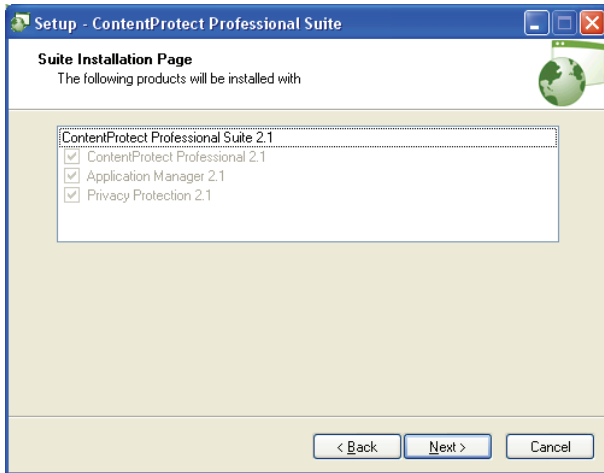 Setup - ContentProtect Professional Suite
Suite Installation Page
The following products will be installed with
ContentProtect Professional Suite 2.1
ContentProtect Professional 2.1
Application Manager 2.1
Privacy Protection 2.1
< Back Next > Cancel